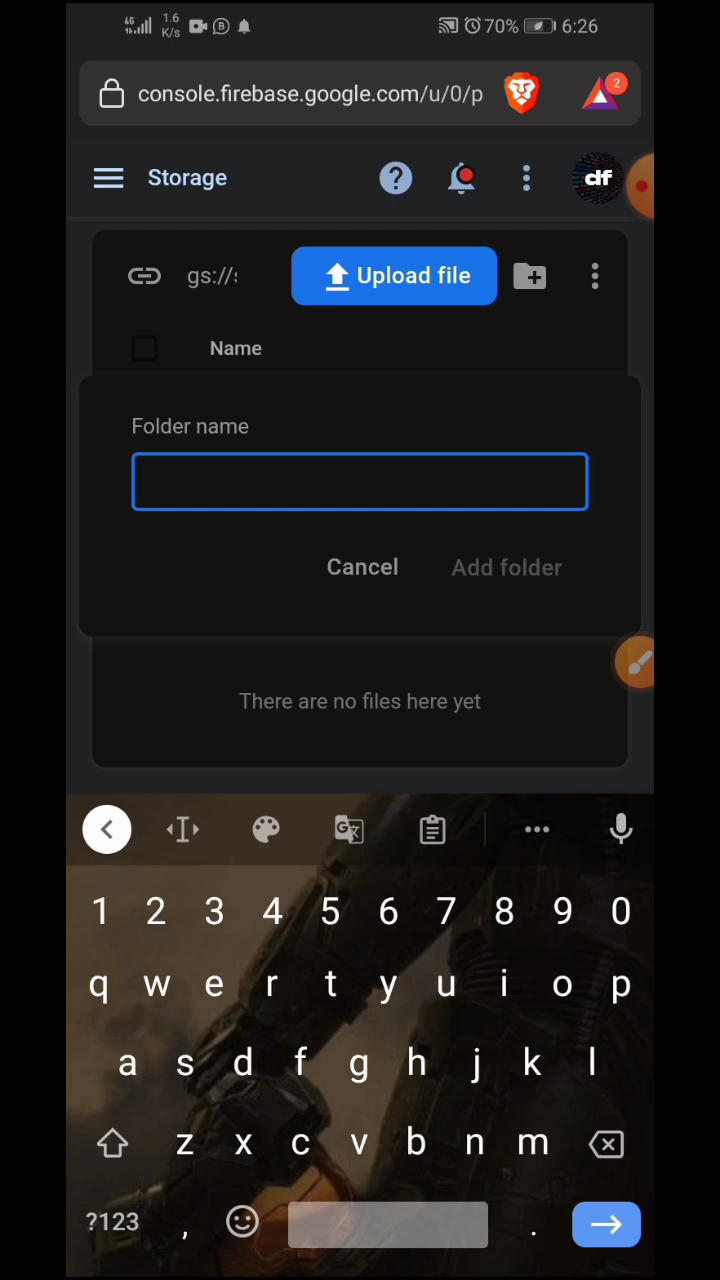 4G 1.6 K/s B 70% 6:26
console.firebase.google.com/u/0/p 2
Storage ? df
gs://s Upload file
Name
Folder name
Cancel Add folder
There are no files here yet
G
1 2 3 4 5 6 7 8 9 0
q w e r t y u i o p
a s d f g h j k l
z x c v b n m
?123 , .